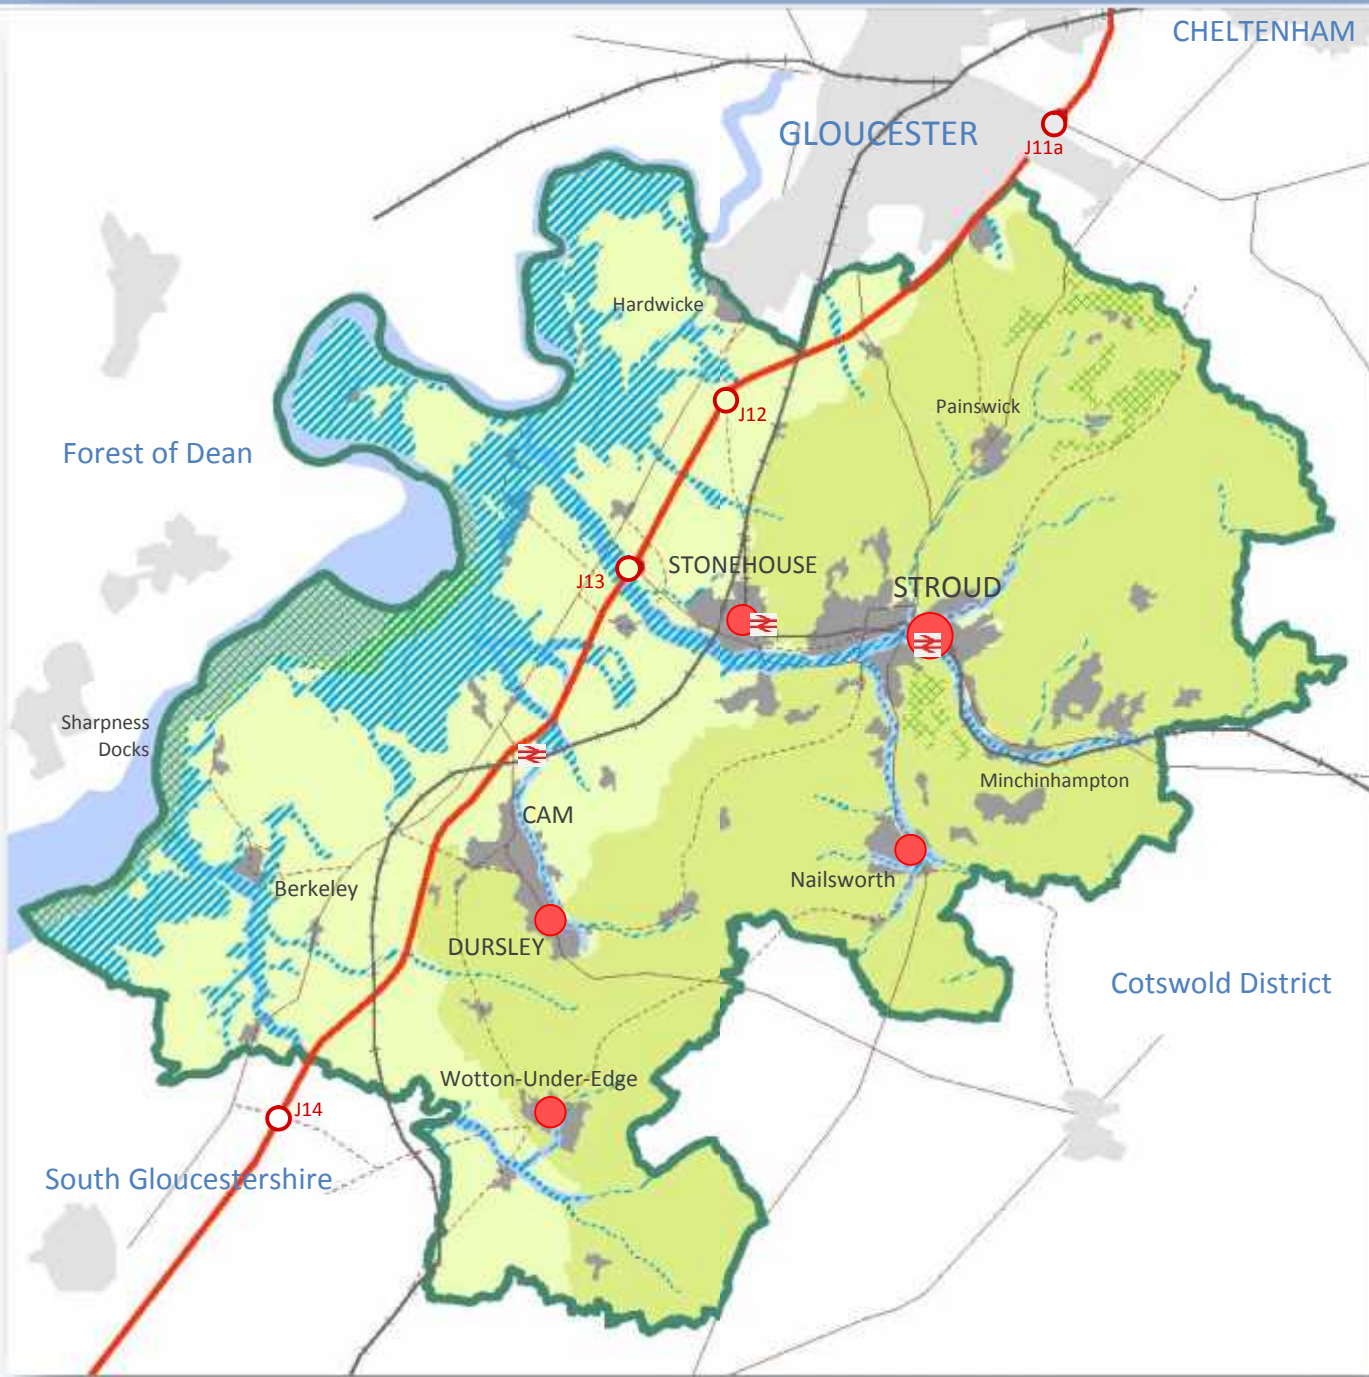 CHELTENHAM
GLOUCESTER
J11a
Hardwicke
J12
Painswick
Forest of Dean
STONEHOUSE
J13
STROUD
Sharpness
Docks
Minchinhampton
CAM
Nailsworth
Berkeley
DURSLEY
Cotswold District
Wotton-Under-Edge
J14
South Gloucestershire